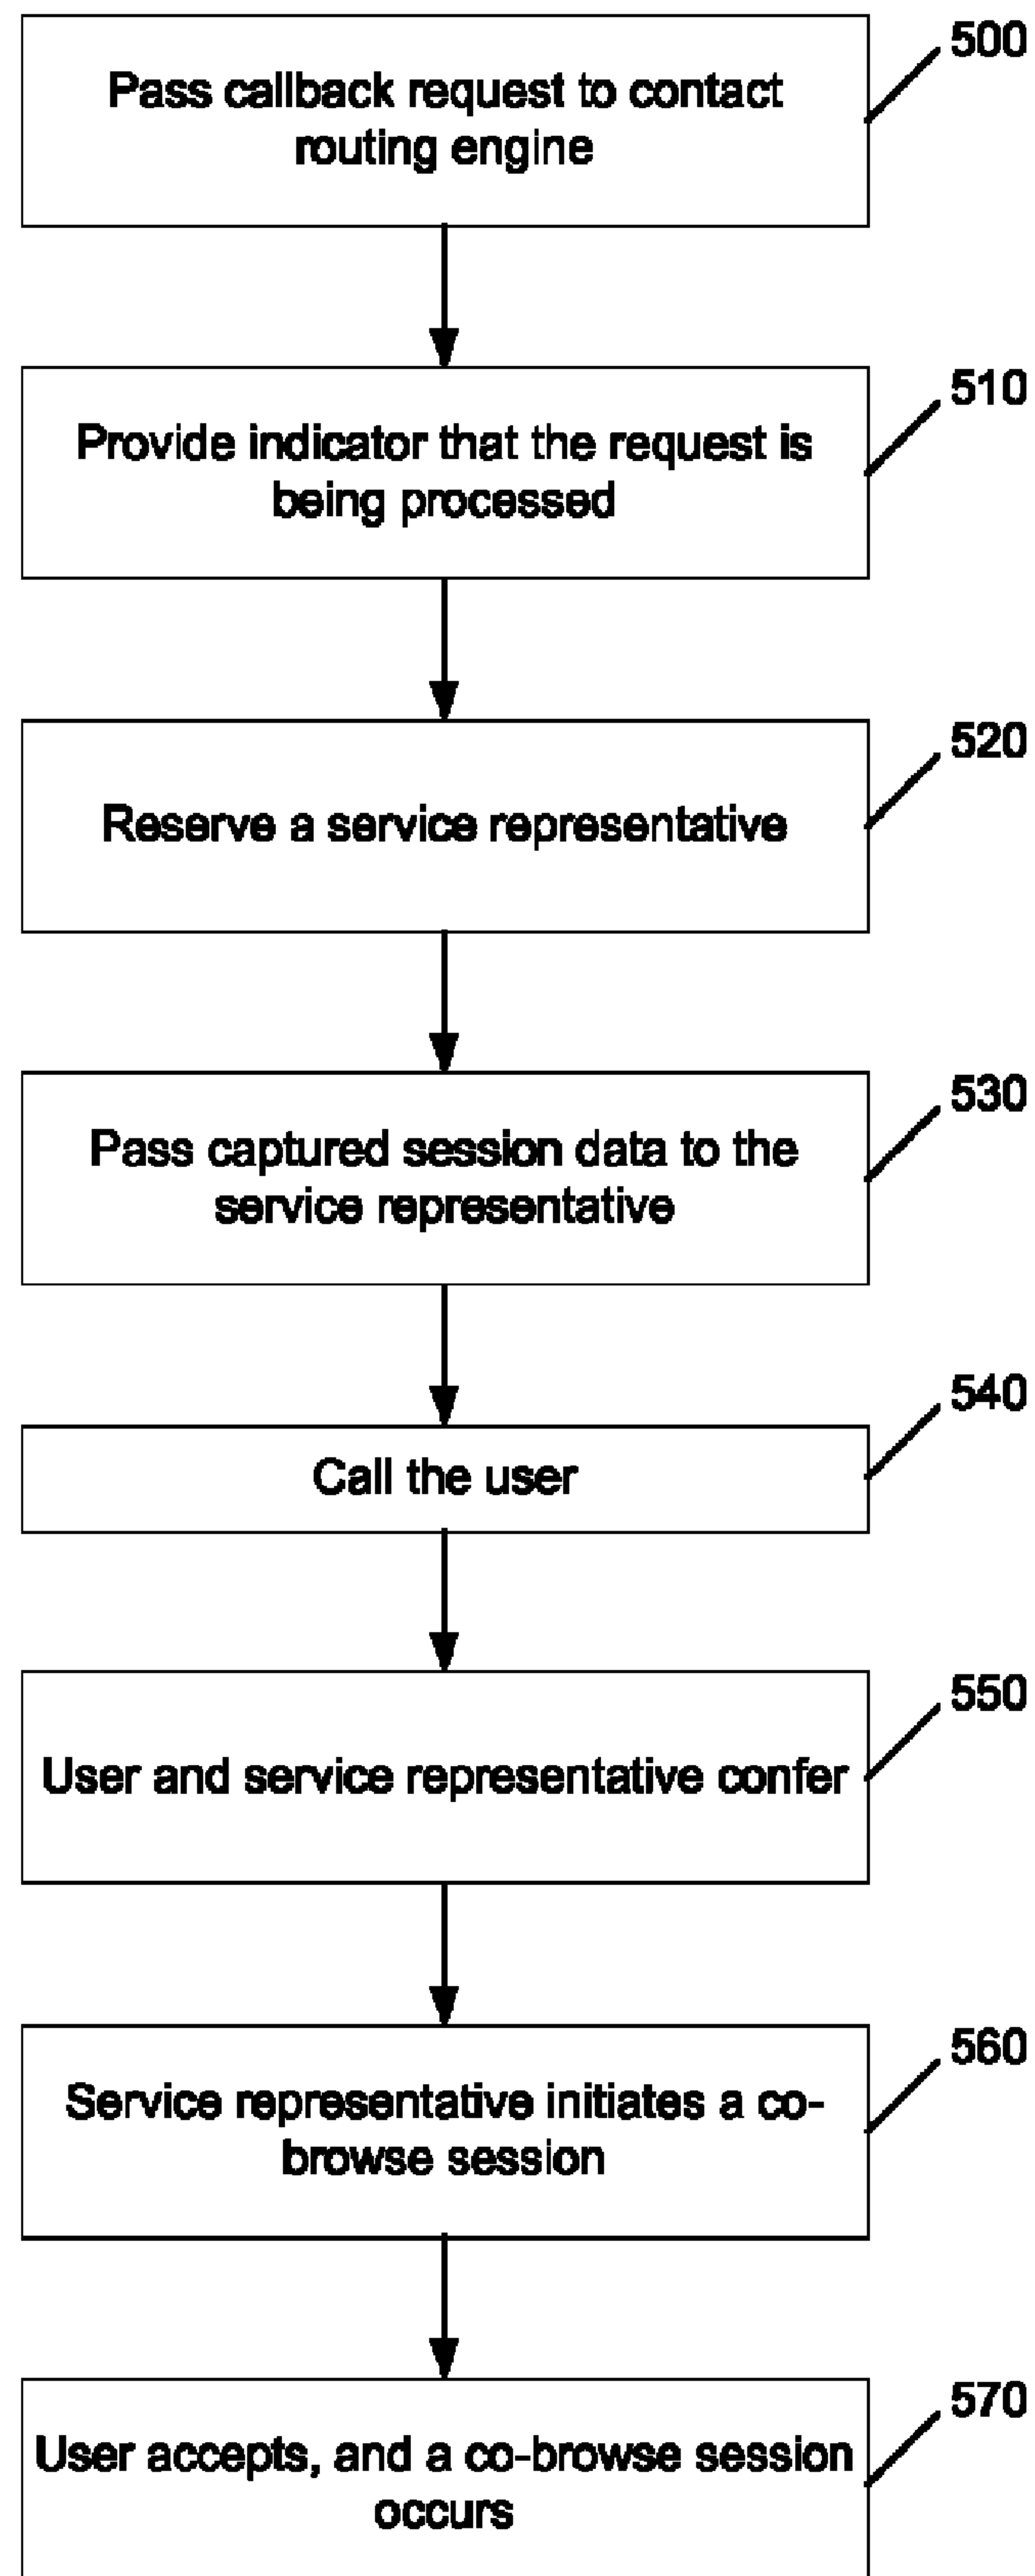 500
Pass callback request to contact
routing engine
510
Provide indicator that the request is
being processed
520
Reserve a service representative
530
Pass captured session data to the
service representative
540
Call the user
550
User and service representative confer
560
Service representative initiates a co-
browse session
570
User accepts, and a co-browse session
occurs